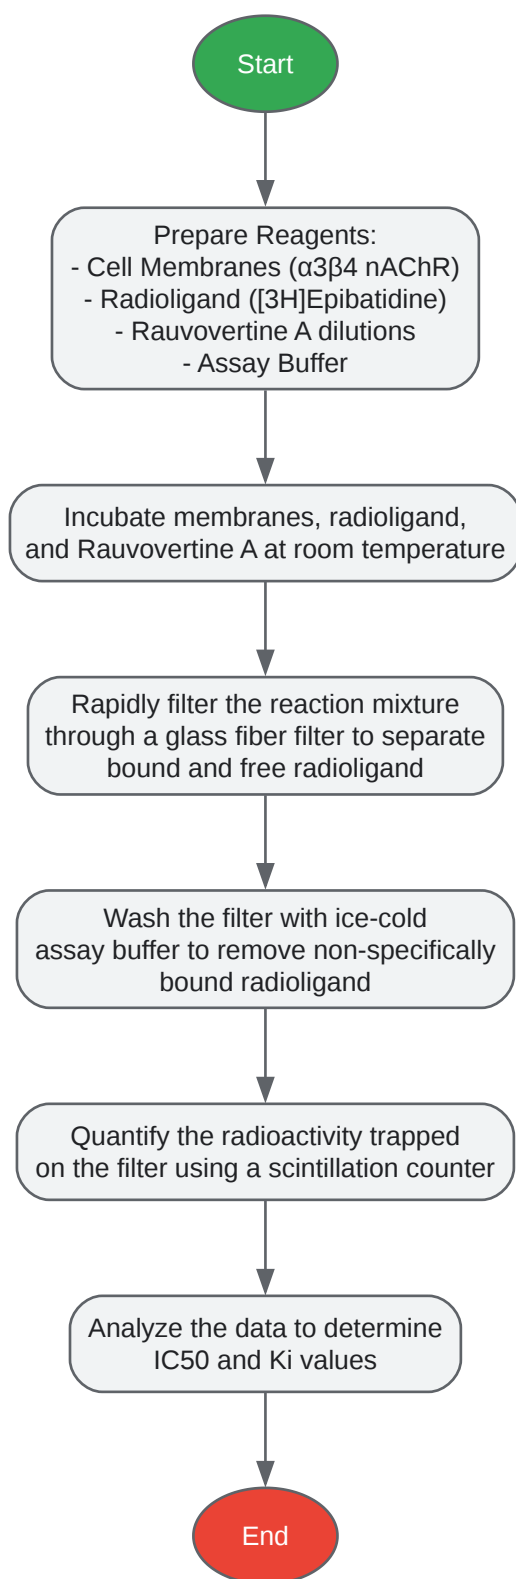 Start
Prepare Reagents:
- Cell Membranes (α3β4 nAChR)
- Radioligand ([3H]Epibatidine)
- Rauvovertine A dilutions
- Assay Buffer
Incubate membranes, radioligand,
and Rauvovertine A at room temperature
Rapidly filter the reaction mixture
through a glass fiber filter to separate
bound and free radioligand
Wash the filter with ice-cold
assay buffer to remove non-specifically
bound radioligand
Quantify the radioactivity trapped
on the filter using a scintillation counter
Analyze the data to determine
IC50 and Ki values
End